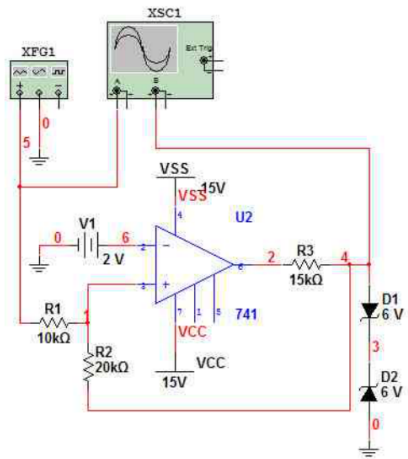 XSC1
XFG1
Ext Trig
A B
0
5
VSS
-15V
VSS
4
U2
V1
0 6 2
2 V
6 2 R3 4
15kΩ
3
D1
6 V
R1 1
10kΩ
7 1 5
741
VCC
3
R2
20kΩ
VCC
15V
D2
6 V
0